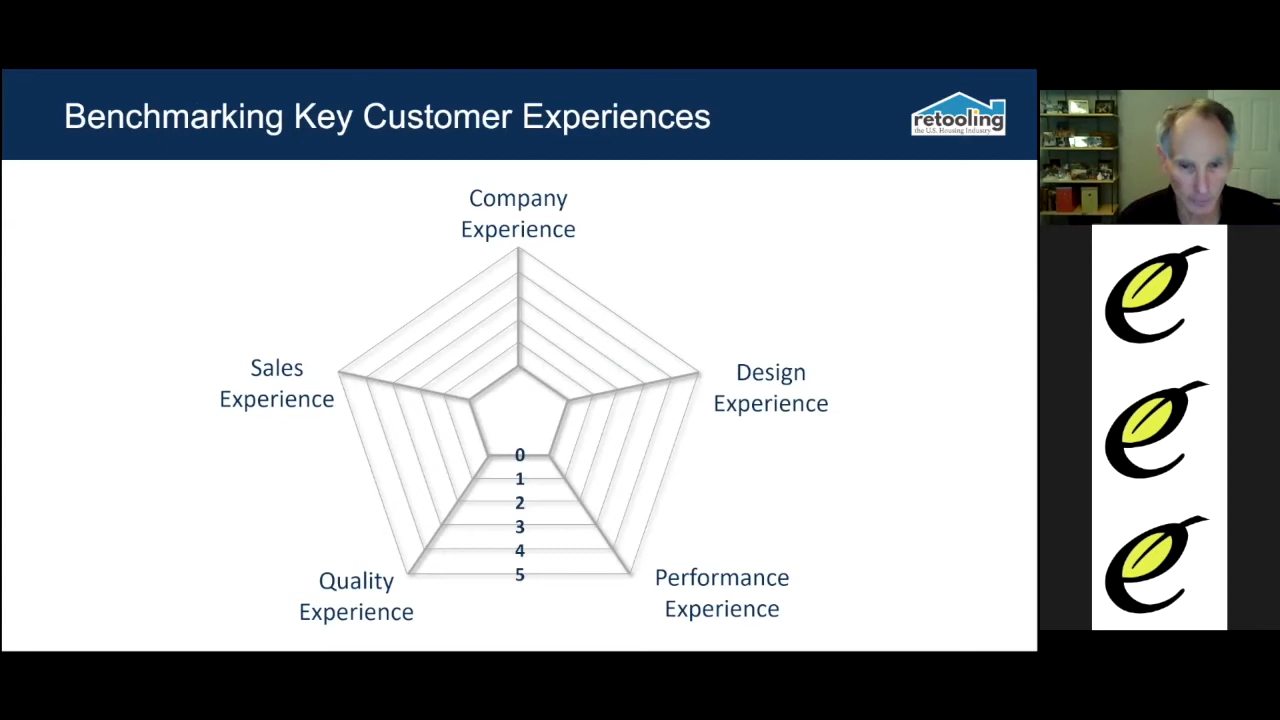 Benchmarking Key Customer Experiences
retooling
the U.S. Housing Industry
Company
Experience
Sales
Experience
Design
Experience
0
1
2
3
4
5
Quality
Experience
Performance
Experience